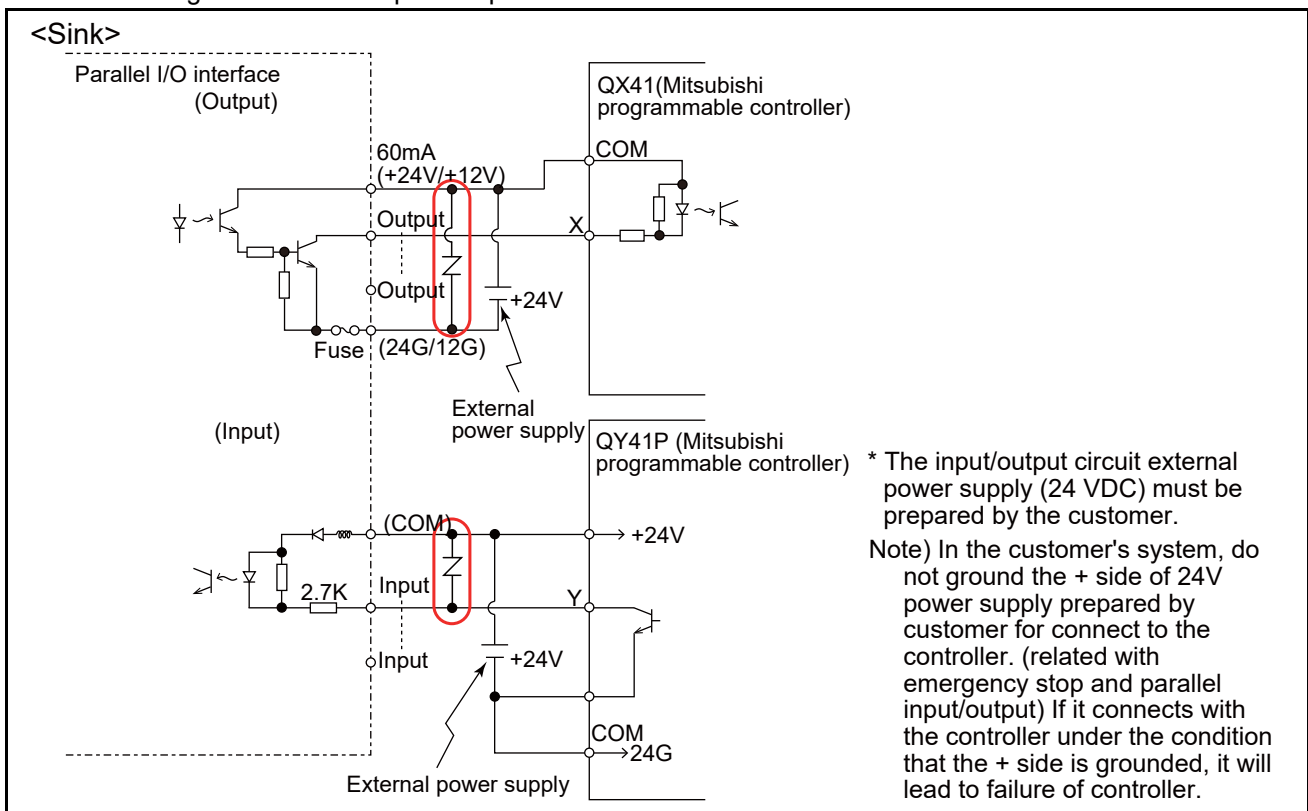 <Sink>
Parallel I/O interface
(Output)
QX41(Mitsubishi
programmable controller)
60mA
(+24V/+12V)
COM
Output
X
Output
+24V
Fuse
(24G/12G)
External
power supply
(Input)
QY41P (Mitsubishi
programmable controller)
(COM)
+24V
2.7K
Input
Y
Input
+24V
COM
24G
External power supply
* The input/output circuit external
power supply (24 VDC) must be
prepared by the customer.
Note) In the customer's system, do
not ground the + side of 24V
power supply prepared by
customer for connect to the
controller. (related with
emergency stop and parallel
input/output) If it connects with
the controller under the condition
that the + side is grounded, it will
lead to failure of controller.